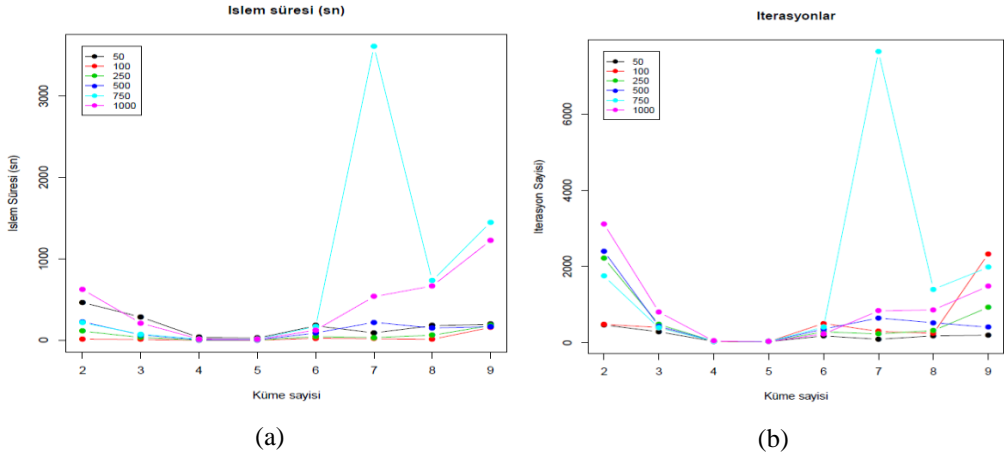 Islem süresi (sn)
50
100
250
500
750
1000
Islem Süresi (sn)
0
1000
2000
3000
2 3 4 5 6 7 8 9
Küme sayisi
(a)
Iterasyonlar
50
100
250
500
750
1000
Iterasyon Sayisi)
0
2000
4000
6000
2 3 4 5 6 7 8 9
Küme sayisi
(b)